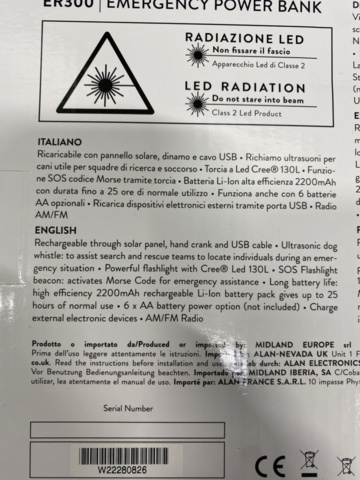 ER300 | EMERGENCY POWER BANK
RADIAZIONE LED
Non fissare il fascio
Apparecchio Led di Classe 2
LED RADIATION
Do not stare into beam
Class 2 Led Product
ITALIANO
Ricaricabile con pannello solare, dinamo e cavo USB • Richiamo ultrasuoni per
cani utile per squadre di ricerca e soccorso • Torcia a Led Cree® 130L • Funzio-
ne SOS codice Morse tramite torcia • Batteria Li-Ion alta efficienza 2200mAh
con durata fino a 25 ore di normale utilizzo • Funziona anche con 6 batterie
AA opzionali • Ricarica dispositivi elettronici esterni tramite porta USB • Radio
AM/FM
ENGLISH
Rechargeable through solar panel, hand crank and USB cable • Ultrasonic dog
whistle: to assist search and rescue teams to locate individuals during an emer-
gency situation • Powerful flashlight with Cree® Led 130L • SOS Flashlight
beacon: activates Morse Code for emergency assistance • Long battery life:
high efficiency 2200mAh rechargeable Li-Ion battery pack gives up to 25
hours of normal use • 6 x AA battery power option (not included) • Charge
external electronic devices • AM/FM Radio
Prodotto o importato da/Produced or imported by: MIDLAND EUROPE srl
Prima dell'uso leggere attentamente le istruzioni. Imported by: ALAN-NEVADA UK Unit 1 F
co.uk. Read the instructions before installation and use. durch: ALAN ELECTRONICS
Vor Benutzung Bedienungsanleitung beachten. Importado por: MIDLAND IBERIA, SA C/Coba
utilizar, lea atentamente el manual de uso. Importé par: ALAN FRANCE S.A.R.L. 10 impasse Phy
Serial Number
W22280826
CE